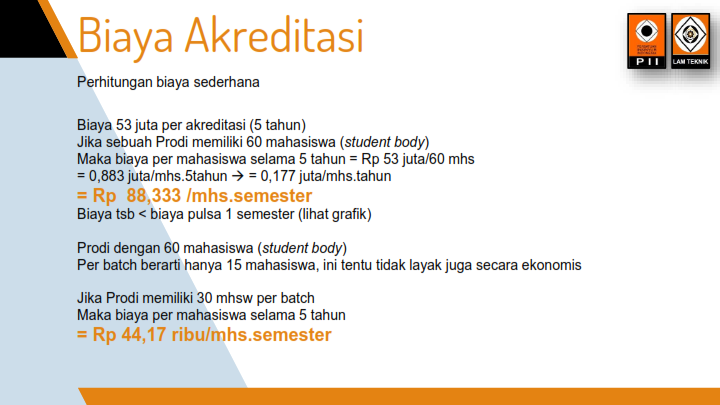 Biaya Akreditasi
PII
LAM TEKNIK
Perhitungan biaya sederhana
Biaya 53 juta per akreditasi (5 tahun)
Jika sebuah Prodi memiliki 60 mahasiswa (student body)
Maka biaya per mahasiswa selama 5 tahun = Rp 53 juta/60 mhs
= 0,883 juta/mhs.5tahun → = 0,177 juta/mhs.tahun
= Rp 88,333 /mhs.semester
Biaya tsb < biaya pulsa 1 semester (lihat grafik)
Prodi dengan 60 mahasiswa (student body)
Per batch berarti hanya 15 mahasiswa, ini tentu tidak layak juga secara ekonomis
Jika Prodi memiliki 30 mhsw per batch
Maka biaya per mahasiswa selama 5 tahun
= Rp 44,17 ribu/mhs.semester